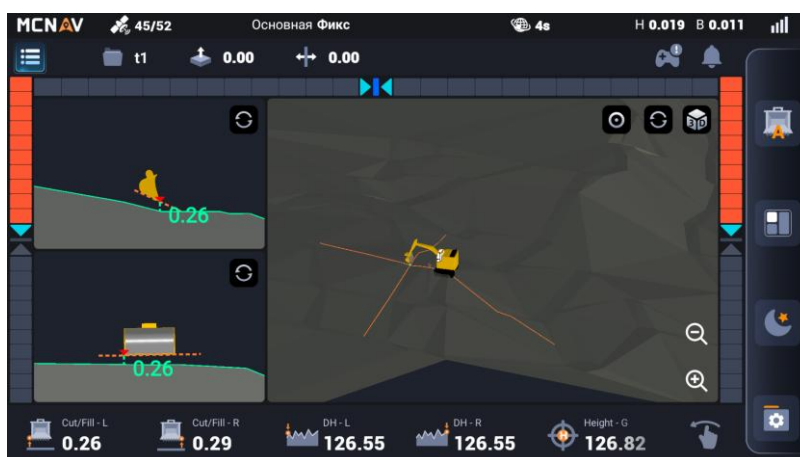 MCNAV 45/52 Основная Фикс 4s H 0.019 B 0.011
t1 0.00 0.00
A
3D
0.26
0.26
Cut/Fill - L Cut/Fill - R DH - L DH - R Height - G
0.26 0.29 126.55 126.55 126.82